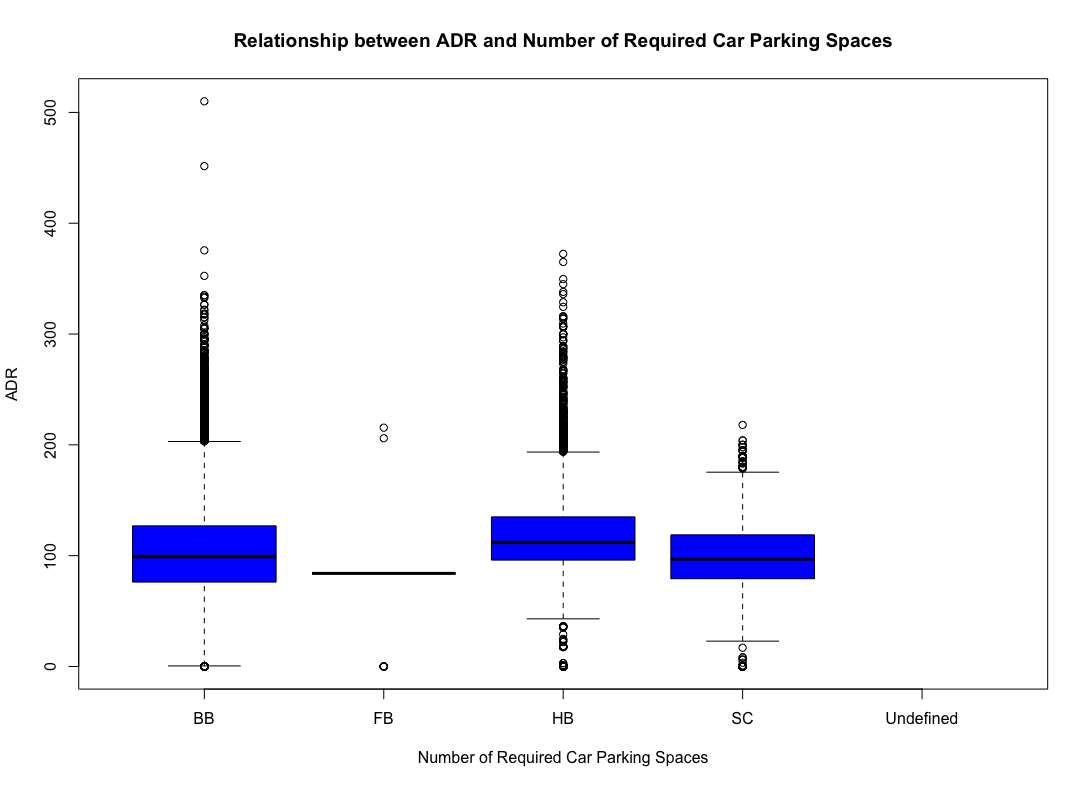 Relationship between ADR and Number of Required Car Parking Spaces
500
400
300
200
100
0
ADR
BB
FB
HB
SC
Undefined
Number of Required Car Parking Spaces